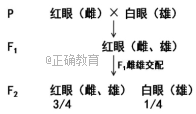 P 红眼（雌）× 白眼（雄）
F₁ 红眼（雌、雄）
@正确教育
F₁雌雄交配
F₂ 红眼（雌、雄） 白眼（雄）
3/4 1/4